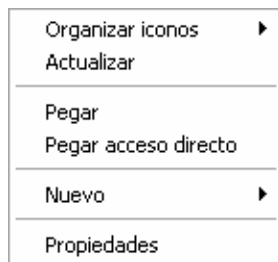 Organizar iconos
Actualizar
Pegar
Pegar acceso directo
Nuevo
Propiedades